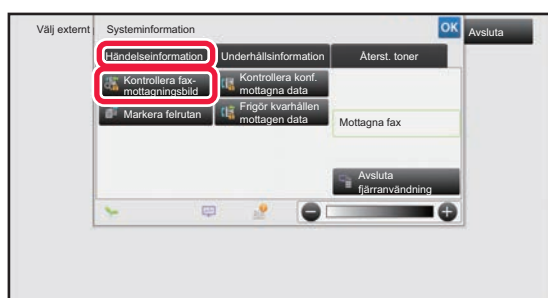 Välj externt
Systeminformation
OK
Avsluta
Händelseinformation
Underhållsinformation
Återst. toner
Kontrollera fax-
mottagningsbild
Kontrollera konf.
mottagna data
Markera felrutan
Frigör kvarhållen
mottagen data
Mottagna fax
Avsluta
fjärranvändning